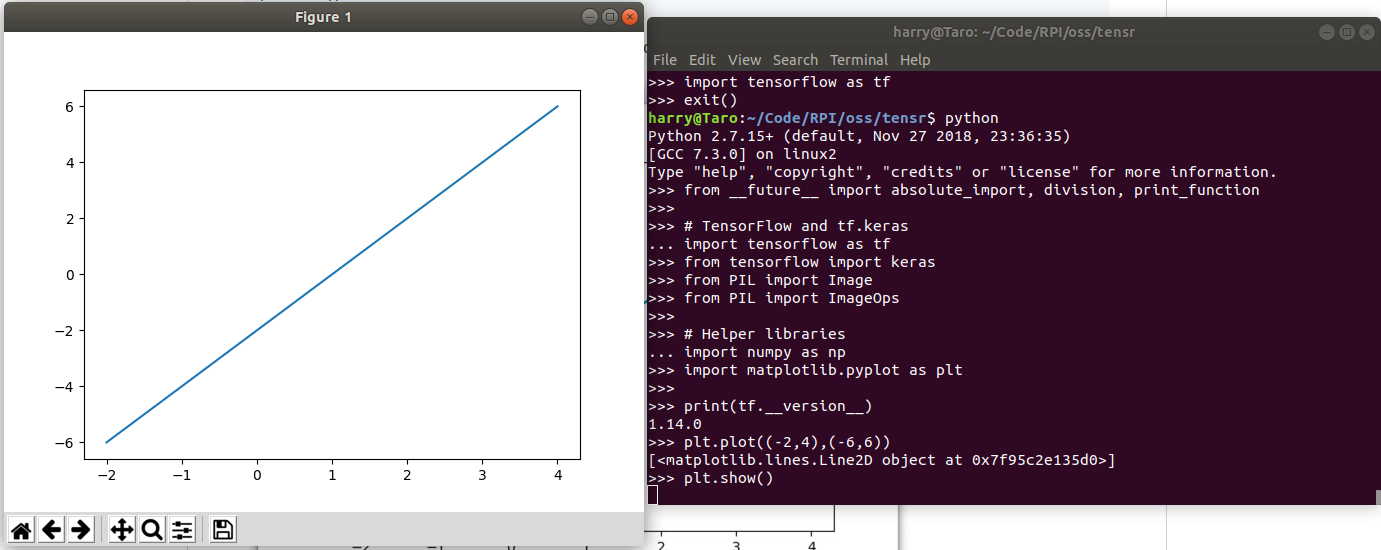 Figure 1
6
4
2
0
−2
−4
−6
−2 −1 0 1 2 3 4
harry@Taro: ~/Code/RPI/oss/tensr
File Edit View Search Terminal Help
>>> import tensorflow as tf
>>> exit()
harry@Taro:~/Code/RPI/oss/tensr$ python
Python 2.7.15+ (default, Nov 27 2018, 23:36:35)
[GCC 7.3.0] on linux2
Type "help", "copyright", "credits" or "license" for more information.
>>> from __future__ import absolute_import, division, print_function
>>>
>>> # TensorFlow and tf.keras
... import tensorflow as tf
>>> from tensorflow import keras
>>> from PIL import Image
>>> from PIL import ImageOps
>>>
>>> # Helper libraries
... import numpy as np
>>> import matplotlib.pyplot as plt
>>>
>>> print(tf.__version__)
1.14.0
>>> plt.plot((-2,4),(-6,6))
[<matplotlib.lines.Line2D object at 0x7f95c2e135d0>]
>>> plt.show()
2 3 4